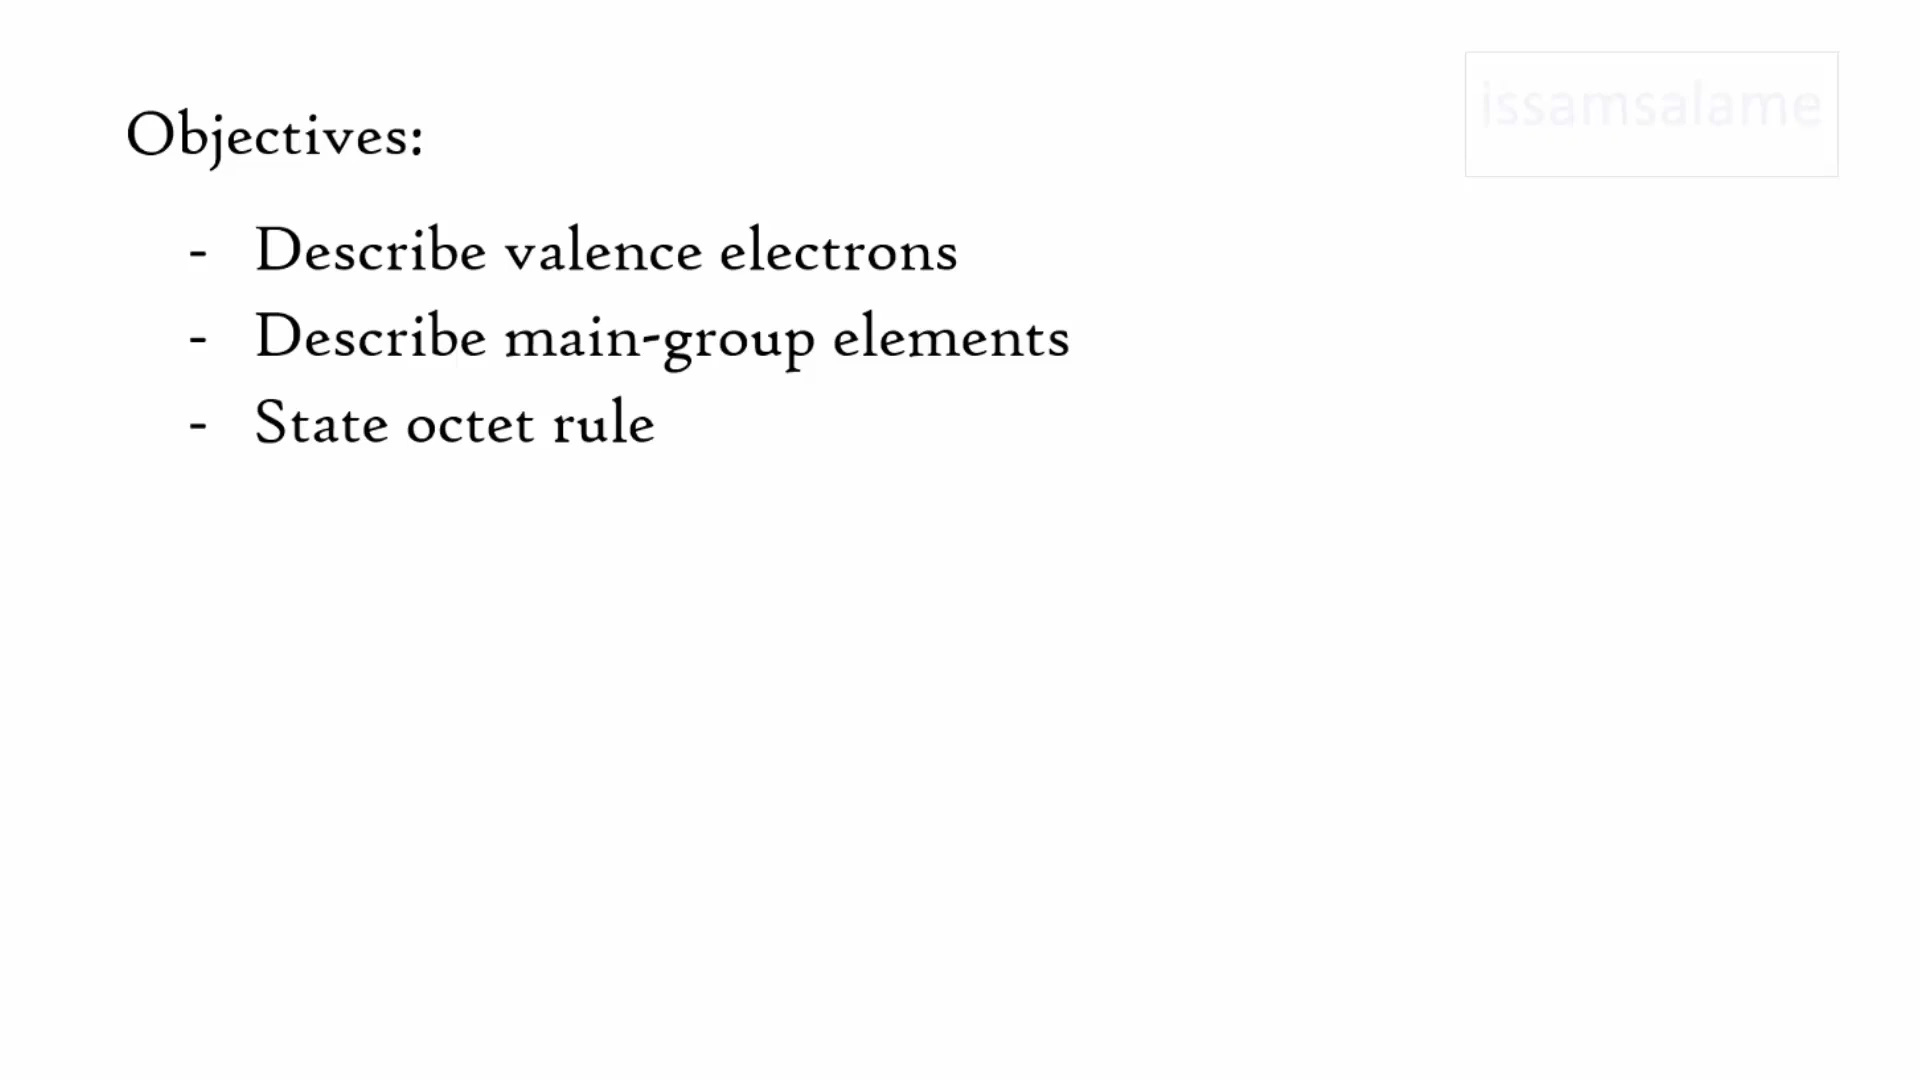 issamsalame
Objectives:
- Describe valence electrons
- Describe main-group elements
- State octet rule